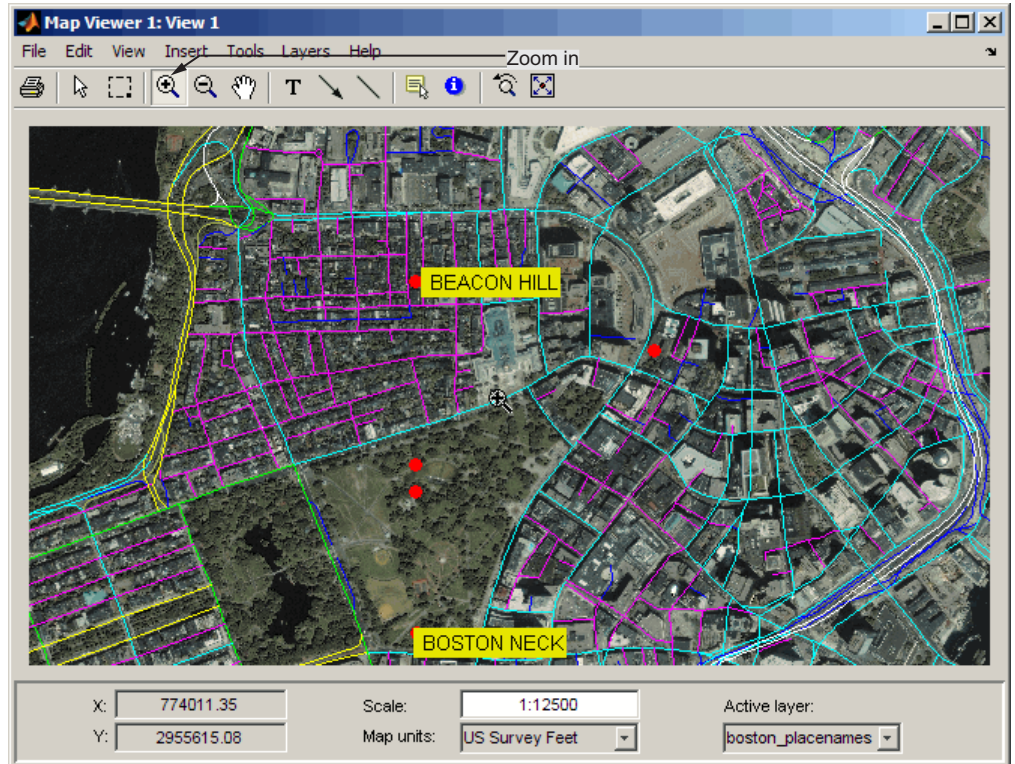 Map Viewer 1: View 1
File Edit View Insert Tools Layers Help
Zoom in
T
BEACON HILL
BOSTON NECK
X: 774011.35 Scale: 1:12500 Active layer:
Y: 2955615.08 Map units: US Survey Feet boston_placenames